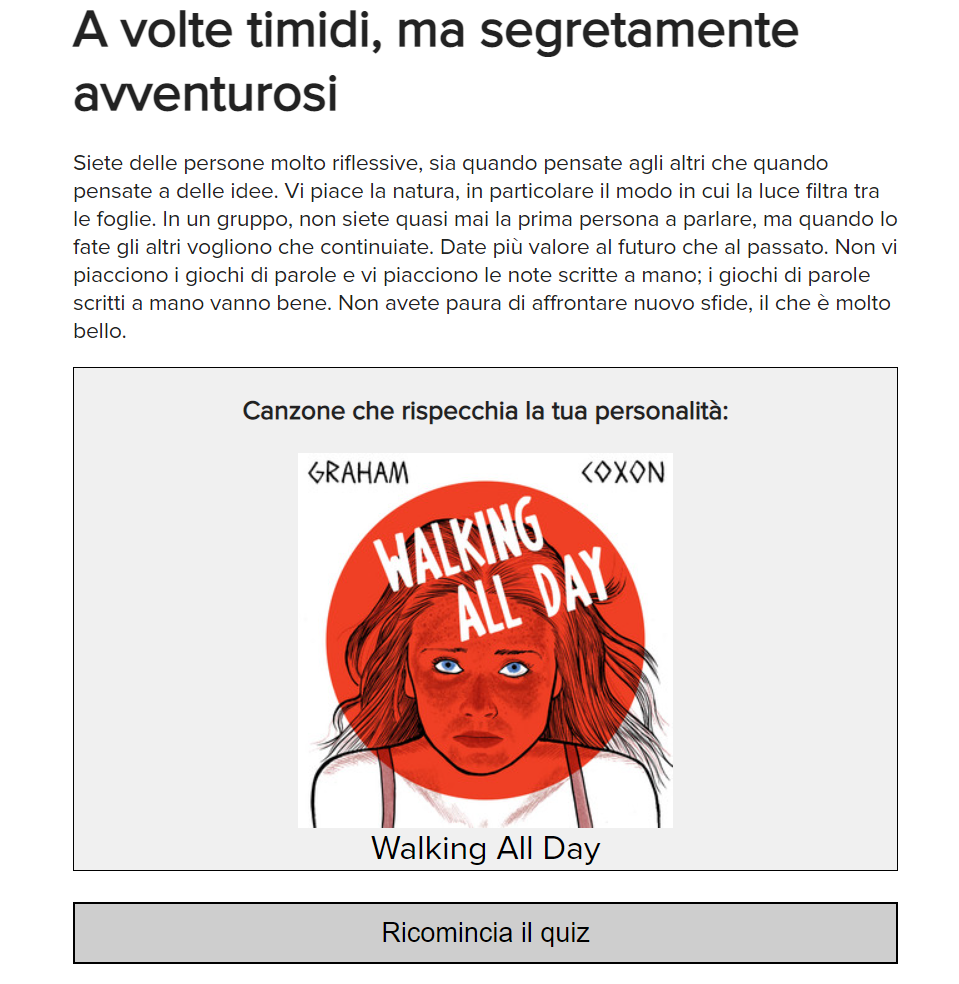 A volte timidi, ma segretamente
avventurosi
Siete delle persone molto riflessive, sia quando pensate agli altri che quando
pensate a delle idee. Vi piace la natura, in particolare il modo in cui la luce filtra tra
le foglie. In un gruppo, non siete quasi mai la prima persona a parlare, ma quando lo
fate gli altri vogliono che continuiate. Date più valore al futuro che al passato. Non vi
piacciono i giochi di parole e vi piacciono le note scritte a mano; i giochi di parole
scritti a mano vanno bene. Non avete paura di affrontare nuovo sfide, il che è molto
bello.
Canzone che rispecchia la tua personalità:
GRAHAM COXON
WALKING
ALL DAY
Walking All Day
Ricomincia il quiz